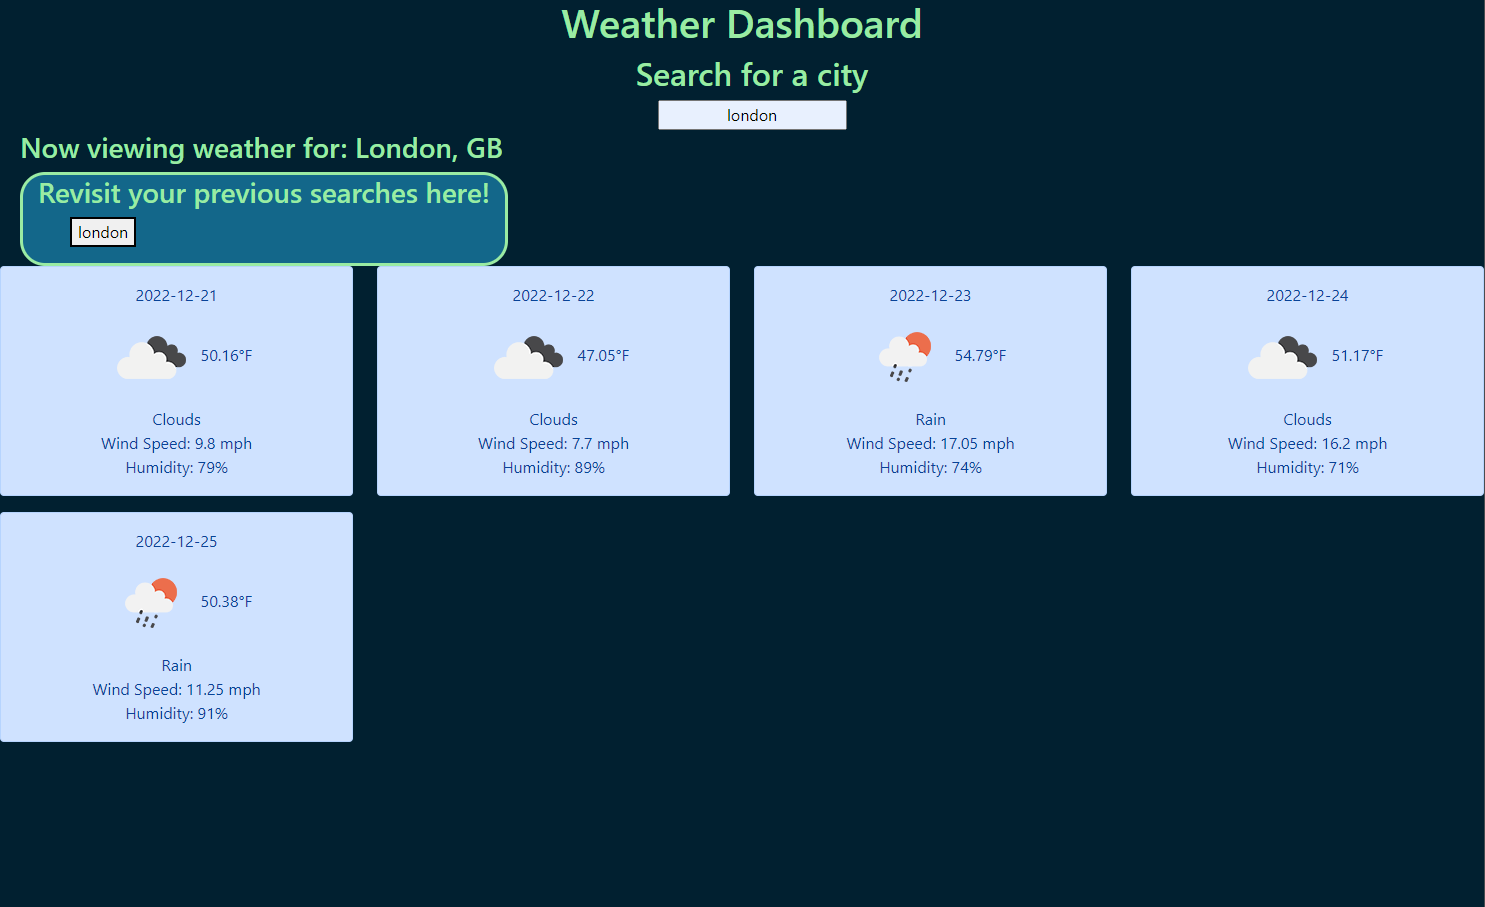 Weather Dashboard
Search for a city
london
Now viewing weather for: London, GB
Revisit your previous searches here!
london
2022-12-21
50.16°F
Clouds
Wind Speed: 9.8 mph
Humidity: 79%
2022-12-22
47.05°F
Clouds
Wind Speed: 7.7 mph
Humidity: 89%
2022-12-23
54.79°F
Rain
Wind Speed: 17.05 mph
Humidity: 74%
2022-12-24
51.17°F
Clouds
Wind Speed: 16.2 mph
Humidity: 71%
2022-12-25
50.38°F
Rain
Wind Speed: 11.25 mph
Humidity: 91%